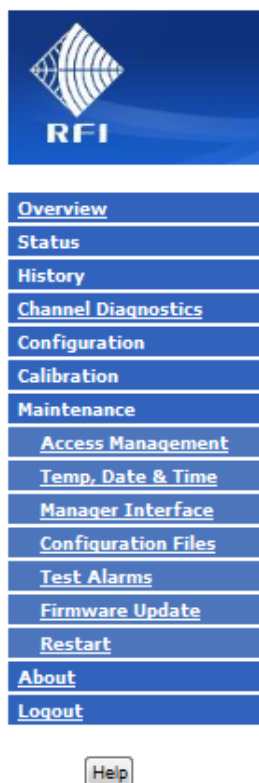 RFI
Overview
Status
History
Channel Diagnostics
Configuration
Calibration
Maintenance
Access Management
Temp, Date & Time
Manager Interface
Configuration Files
Test Alarms
Firmware Update
Restart
About
Logout
Help